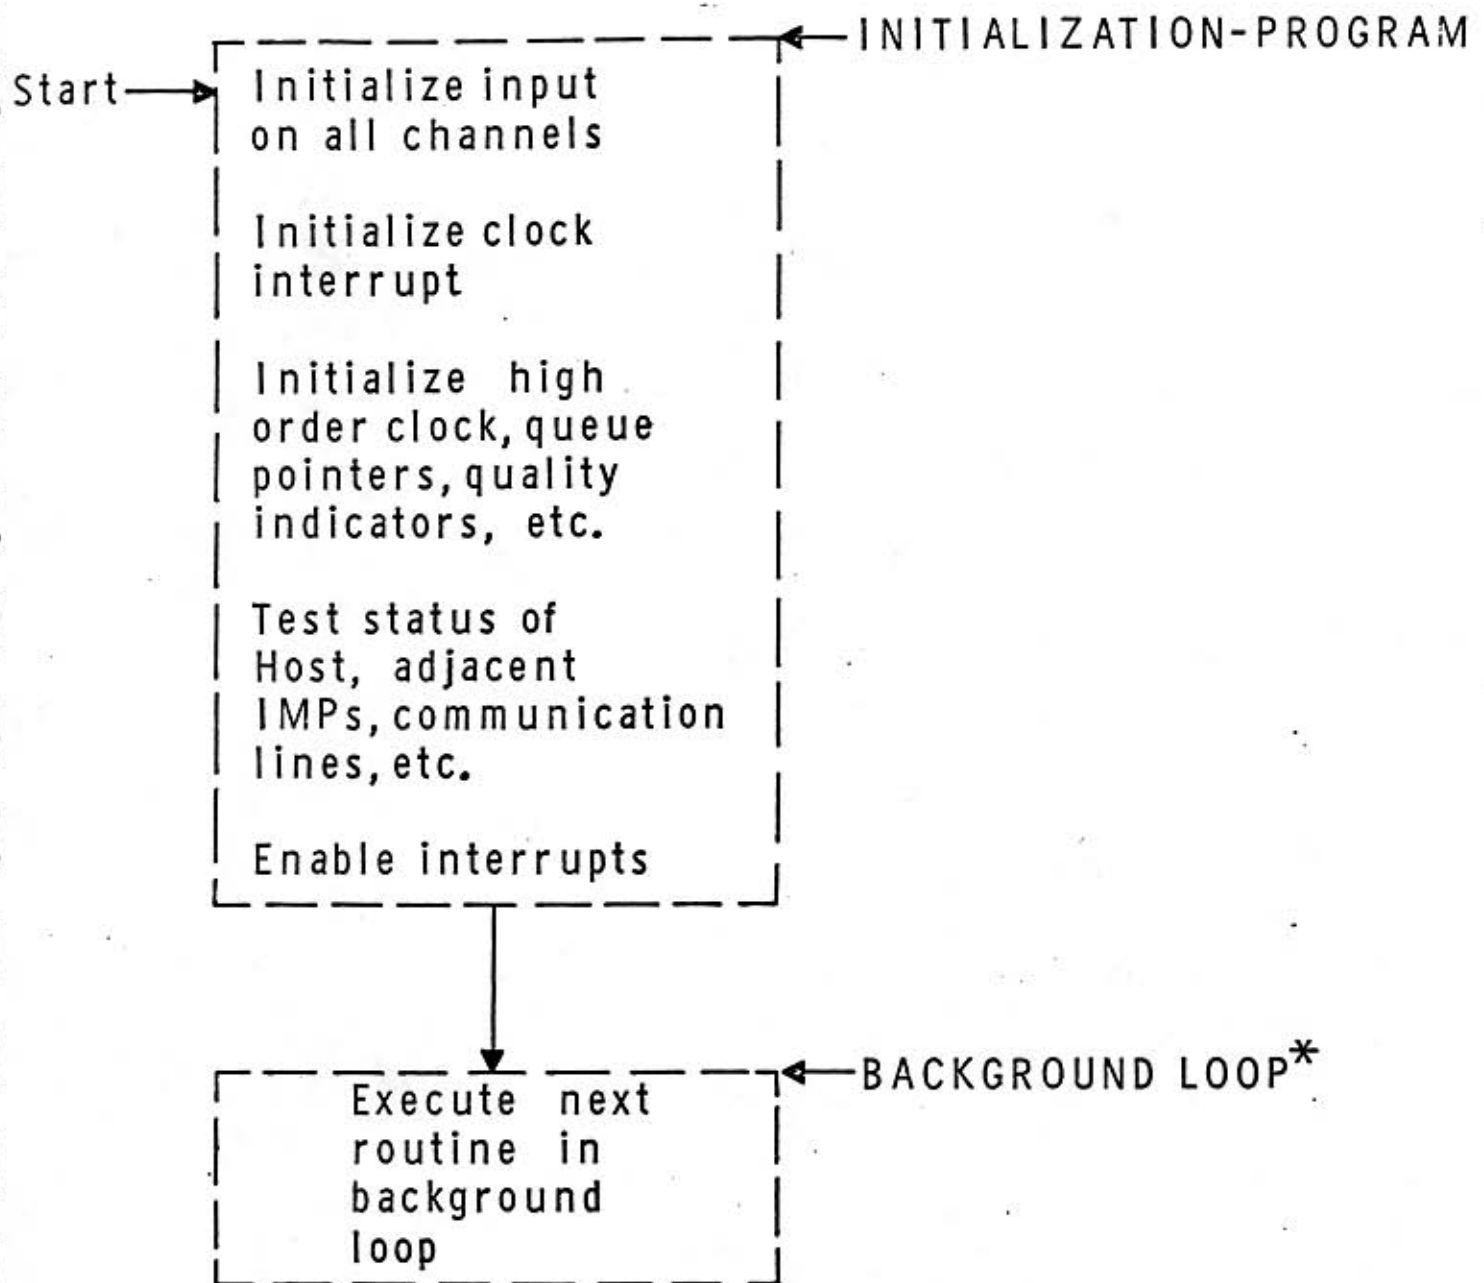 INITIALIZATION-PROGRAM
Start
Initialize input
on all channels
Initialize clock
interrupt
Initialize high
order clock, queue
pointers, quality
indicators, etc.
Test status of
Host, adjacent
IMPs, communication
lines, etc.
Enable interrupts
BACKGROUND LOOP*
Execute next
routine in
background
loop